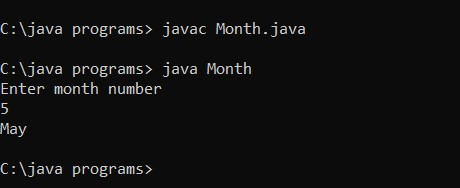 C:\java programs> javac Month.java
C:\java programs> java Month
Enter month number
5
May
C:\java programs>